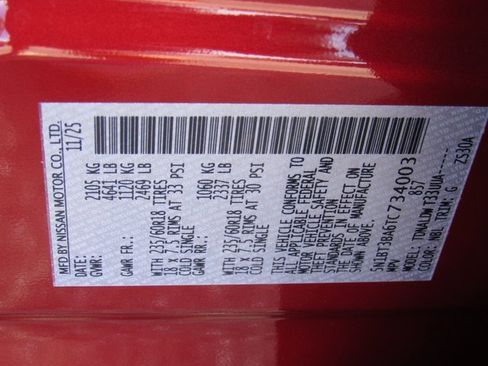 MFD BY NISSAN MOTOR CO., LTD.
DATE: 11/25
GVWR: 2105 KG
4641 LB
GAWR FR: 1120 KG
2469 LB
WITH 235/60R18 TIRES
18 x 7.5 RIMS AT 33 PSI
COLD SINGLE
GAWR RR: 1060 KG
2337 LB
WITH 235/60R18 TIRES
18 x 7.5 RIMS AT 30 PSI
COLD SINGLE
THIS VEHICLE CONFORMS TO
ALL APPLICABLE FEDERAL
MOTOR VEHICLE SAFETY AND
THEFT PREVENTION
STANDARDS IN EFFECT ON
THE DATE OF MANUFACTURE
SHOWN ABOVE.
734003
MPV 857
MODEL:
COLOR: NBL TRIM: G ZS30A